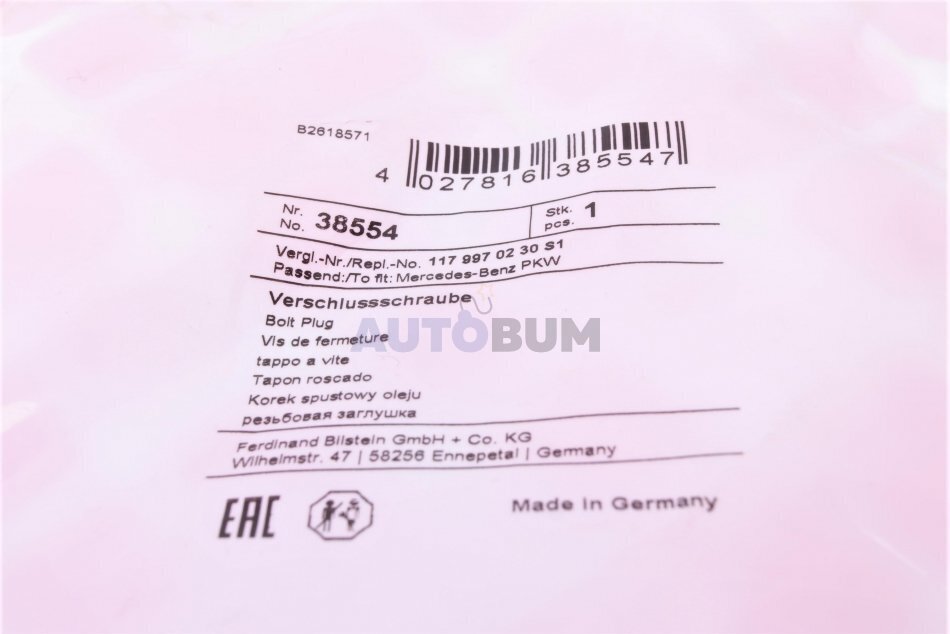 B2618571
4 027816 385547
Nr.
No. 38554
Stk.
pcs. 1
Vergl.-Nr./Repl.-No. 117 997 02 30 S1
Passend:/To fit: Mercedes-Benz PKW
Verschlussschraube
Bolt Plug
AUTOBUM
Vis de fermeture
tappo a vite
Tapon roscado
Korek spustowy oleju
резьбовая заглушка
Ferdinand Bilstein GmbH + Co. KG
Wilhelmstr. 47 | 58256 Ennepetal | Germany
EAC
Made in Germany